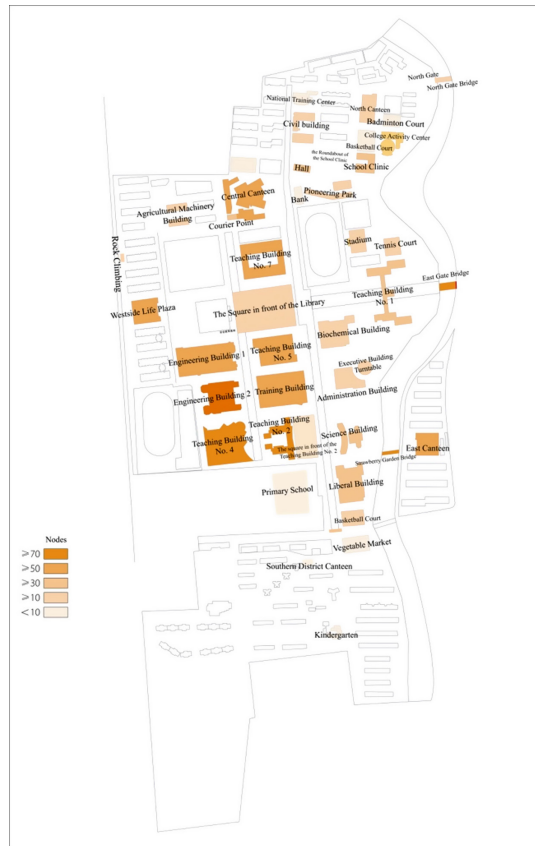 North Gate
North Gate Bridge
National Training Center
North Canteen
Civil building
Badminton Court
College Activity Center
Basketball Court
the Roundabout of
the School Clinic
Hall
School Clinic
Central Canteen
Pioneering Park
Bank
Agricultural Machinery
Building
Courier Point
Stadium
Tennis Court
Rock Climbing
Teaching Building
No. 7
East Gate Bridge
Teaching Building
No. 1
Westside Life Plaza
The Square in front of the Library
Biochemical Building
Engineering Building 1
Teaching Building
No. 5
Executive Building
Turntable
Engineering Building 2
Training Building
Administration Building
Teaching Building
No. 2
Teaching Building
No. 4
Science Building
The square in front of the
Teaching Building No. 2
East Canteen
Strawberry Garden Bridge
Primary School
Liberal Building
Basketball Court
Vegetable Market
Nodes
⩾70
⩾50
⩾30
⩾10
<10
Southern District Canteen
Kindergarten